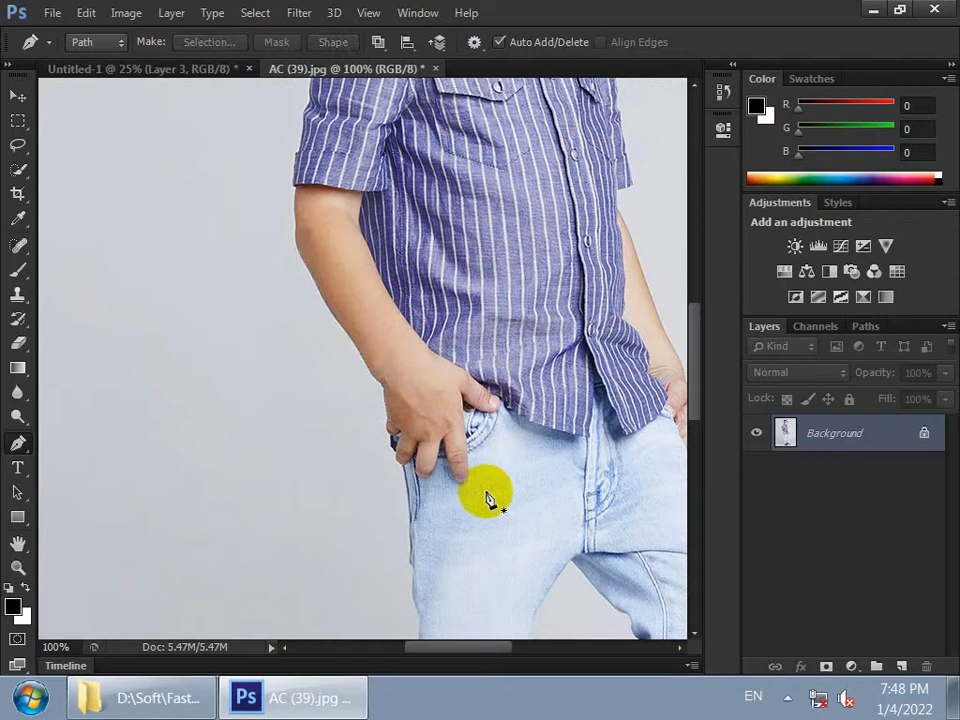 Ps File Edit Image Layer Type Select Filter 3D View Window Help
Path Make: Selection... Mask Shape Auto Add/Delete Align Edges
Untitled-1 @ 25% (Layer 3, RGB/8) * × AC (39).jpg @ 100% (RGB/8) * ×
Color Swatches
R 0
G 0
B 0
Adjustments Styles
Add an adjustment
Layers Channels Paths
Kind
Normal Opacity: 100%
Lock: Fill: 100%
Background
T
100% Doc: 5.47M/5.47M
Timeline
D:\Soft/Fast... Ps AC (39).jpg ... EN 7:48 PM
1/4/2022